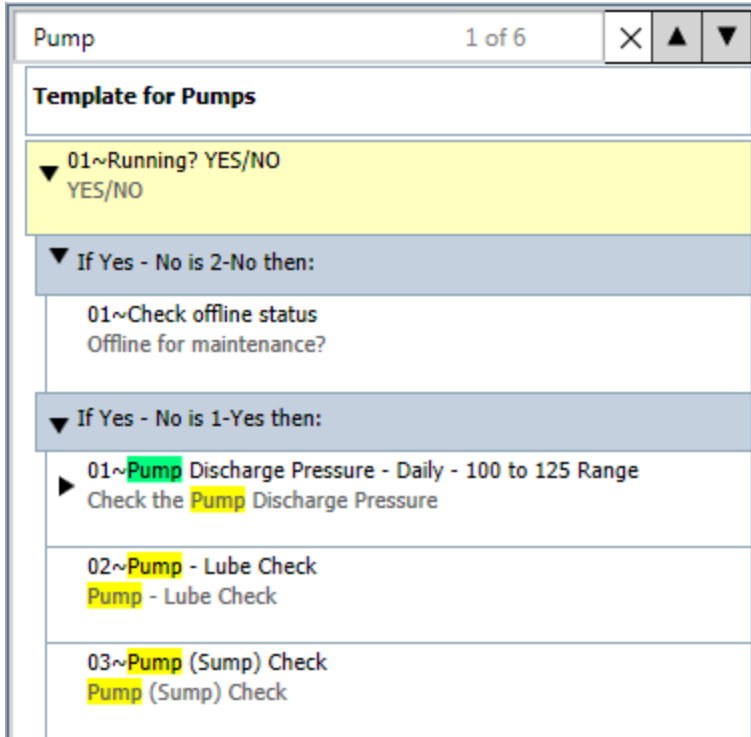 Pump 1 of 6
Template for Pumps
01~Running? YES/NO
YES/NO
If Yes - No is 2-No then:
01~Check offline status
Offline for maintenance?
If Yes - No is 1-Yes then:
01~Pump Discharge Pressure - Daily - 100 to 125 Range
Check the Pump Discharge Pressure
02~Pump - Lube Check
Pump - Lube Check
03~Pump (Sump) Check
Pump (Sump) Check